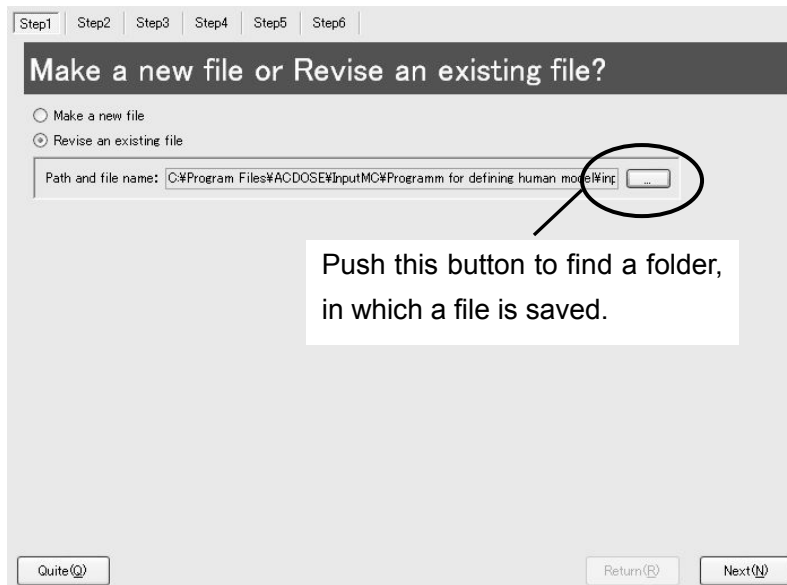 Step1 Step2 Step3 Step4 Step5 Step6
Make a new file or Revise an existing file?
Make a new file
Revise an existing file
Path and file name: C:¥Program Files¥ACDOSE¥InputMC¥Programm for defining human model¥inp ...
Push this button to find a folder,
in which a file is saved.
Quite(Q) Return(R) Next(N)